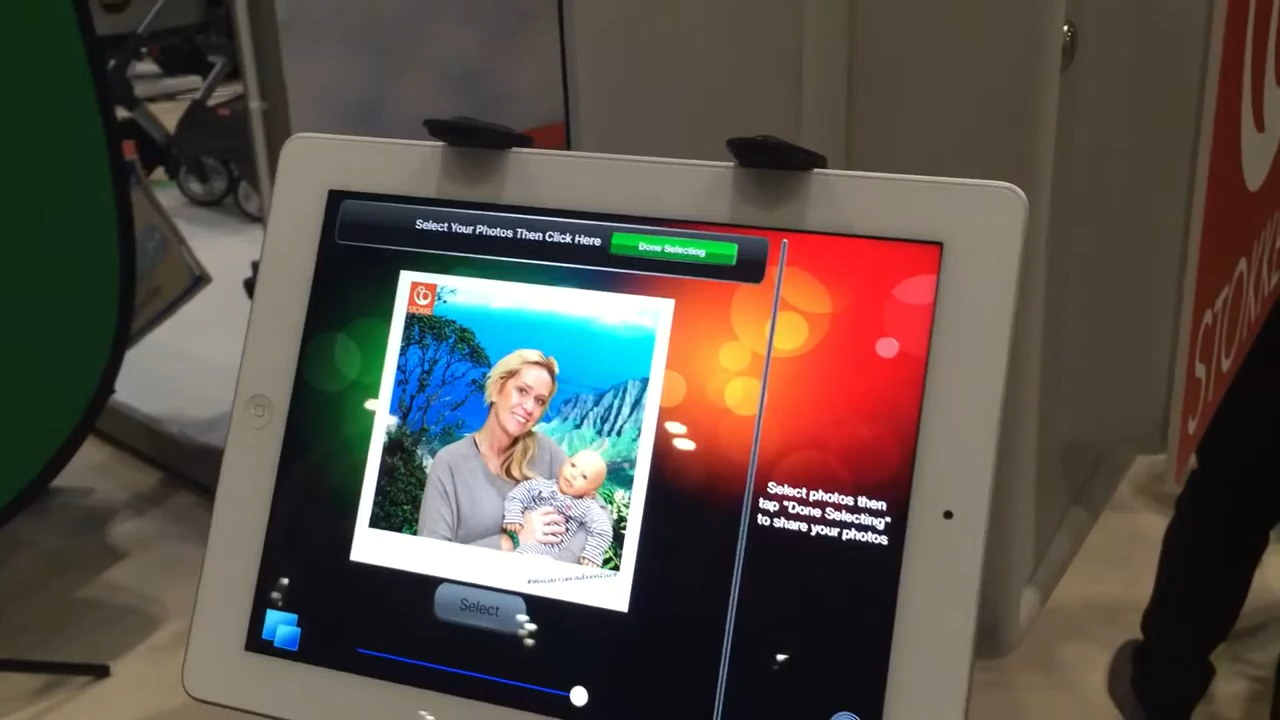 Select Your Photos Then Click Here
Done Selecting
STOKKE
#mycarrieradventure
Select
Select photos then
tap "Done Selecting"
to share your photos
STOKKE